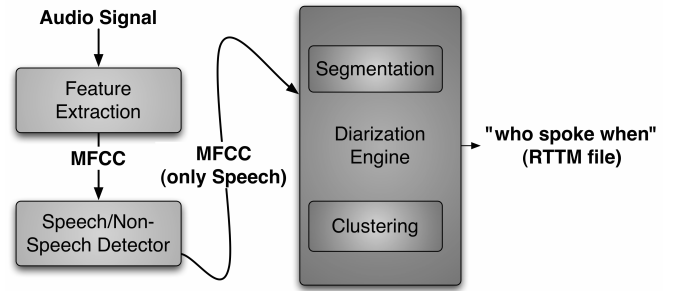 Audio Signal
Feature
Extraction
MFCC
Speech/Non-
Speech Detector
MFCC
(only Speech)
Segmentation
Diarization
Engine
Clustering
"who spoke when"
(RTTM file)